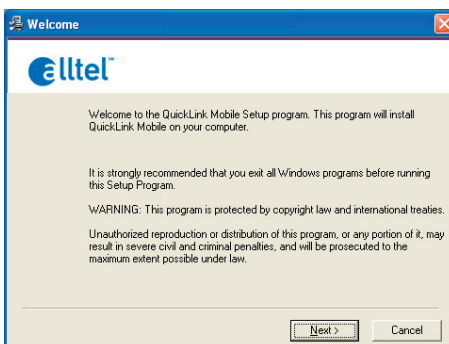 Welcome
alltel
Welcome to the QuickLink Mobile Setup program. This program will install
QuickLink Mobile on your computer.
It is strongly recommended that you exit all Windows programs before running
this Setup Program.
WARNING: This program is protected by copyright law and international treaties.
Unauthorized reproduction or distribution of this program, or any portion of it, may
result in severe civil and criminal penalties, and will be prosecuted to the
maximum extent possible under law.
Next >
Cancel